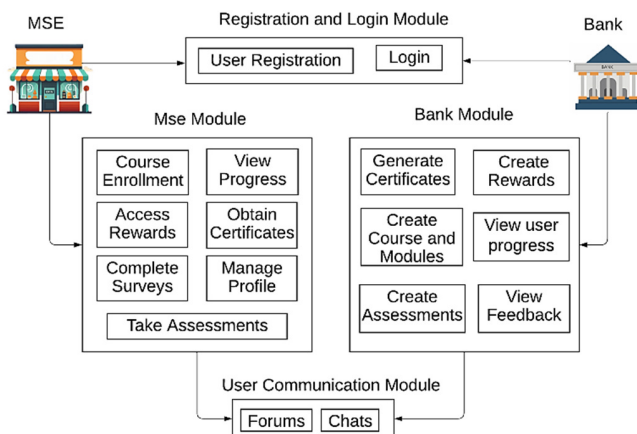 MSE
Registration and Login Module
Bank
User Registration
Login
BANK
Mse Module
Course
Enrollment
View
Progress
Access
Rewards
Obtain
Certificates
Complete
Surveys
Manage
Profile
Take Assessments
Bank Module
Generate
Certificates
Create
Rewards
Create
Course and
Modules
View user
progress
Create
Assessments
View
Feedback
User Communication Module
Forums
Chats